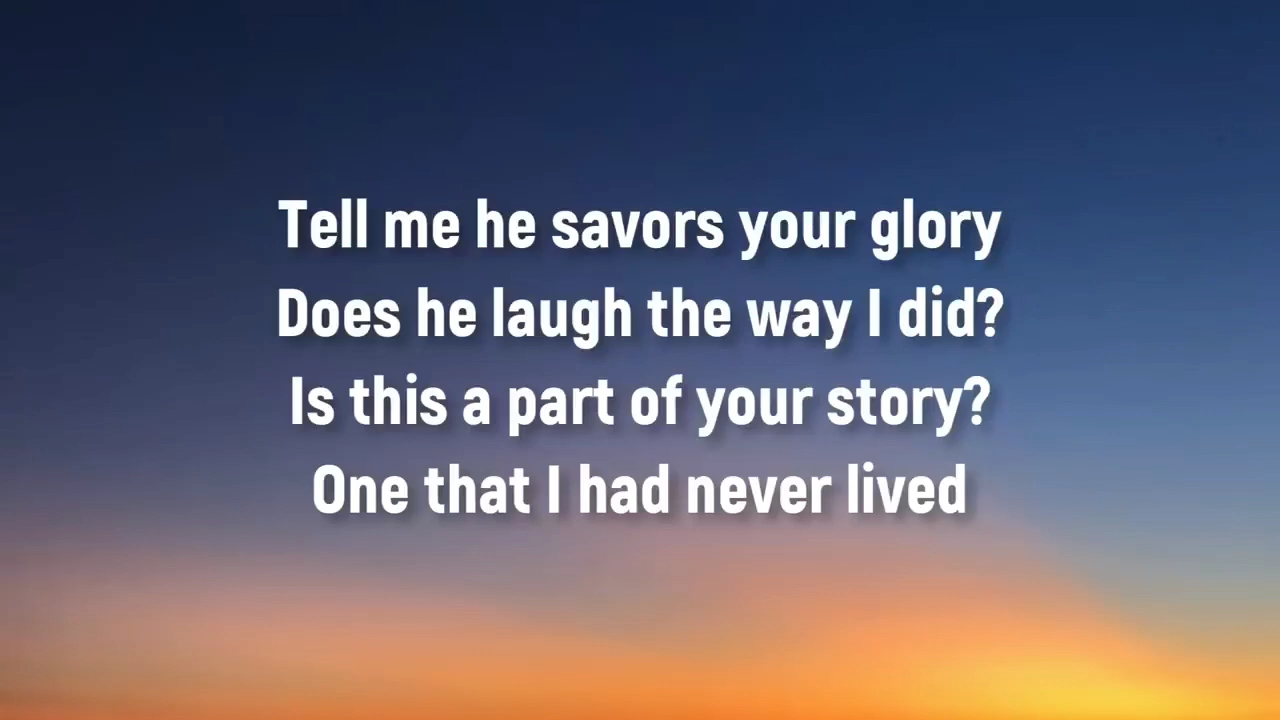 Tell me he savors your glory
Does he laugh the way I did?
Is this a part of your story?
One that I had never lived